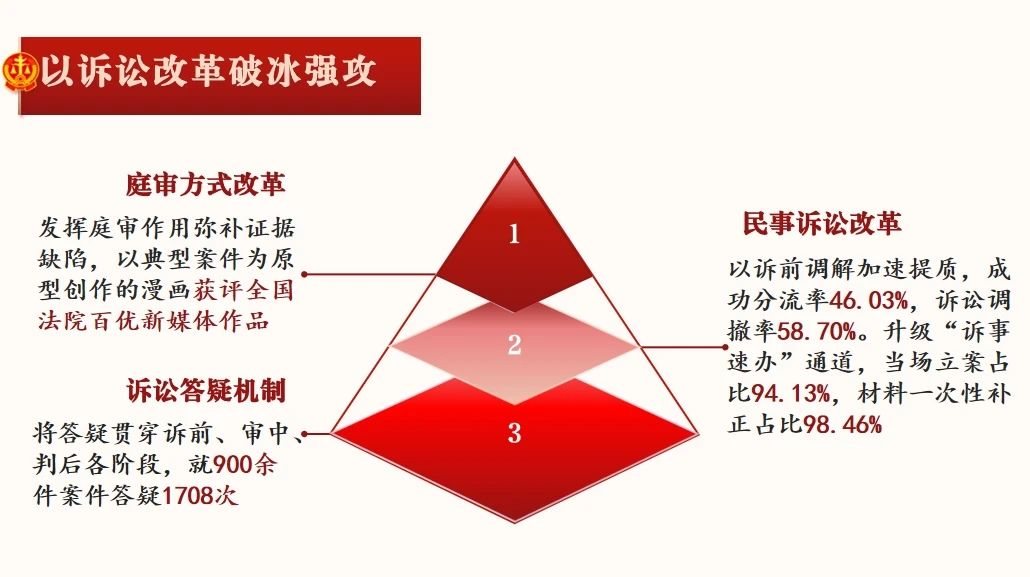 以诉讼改革破冰强攻
庭审方式改革
发挥庭审作用弥补证据
缺陷，以典型案件为原
型创作的漫画获评全国
法院百优新媒体作品
诉讼答疑机制
将答疑贯穿诉前、审中、
判后各阶段，就900余
件案件答疑1708次
1
2
3
民事诉讼改革
以诉前调解加速提质，成
功分流率46.03%，诉讼调
撤率58.70%。升级“诉事
速办”通道，当场立案占
比94.13%，材料一次性补
正占比98.46%